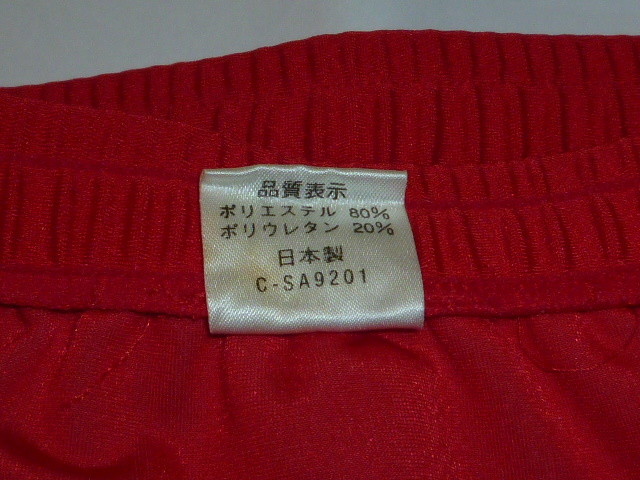 品質表示
ポリエステル 80%
ポリウレタン 20%
日本製
C-SA9201